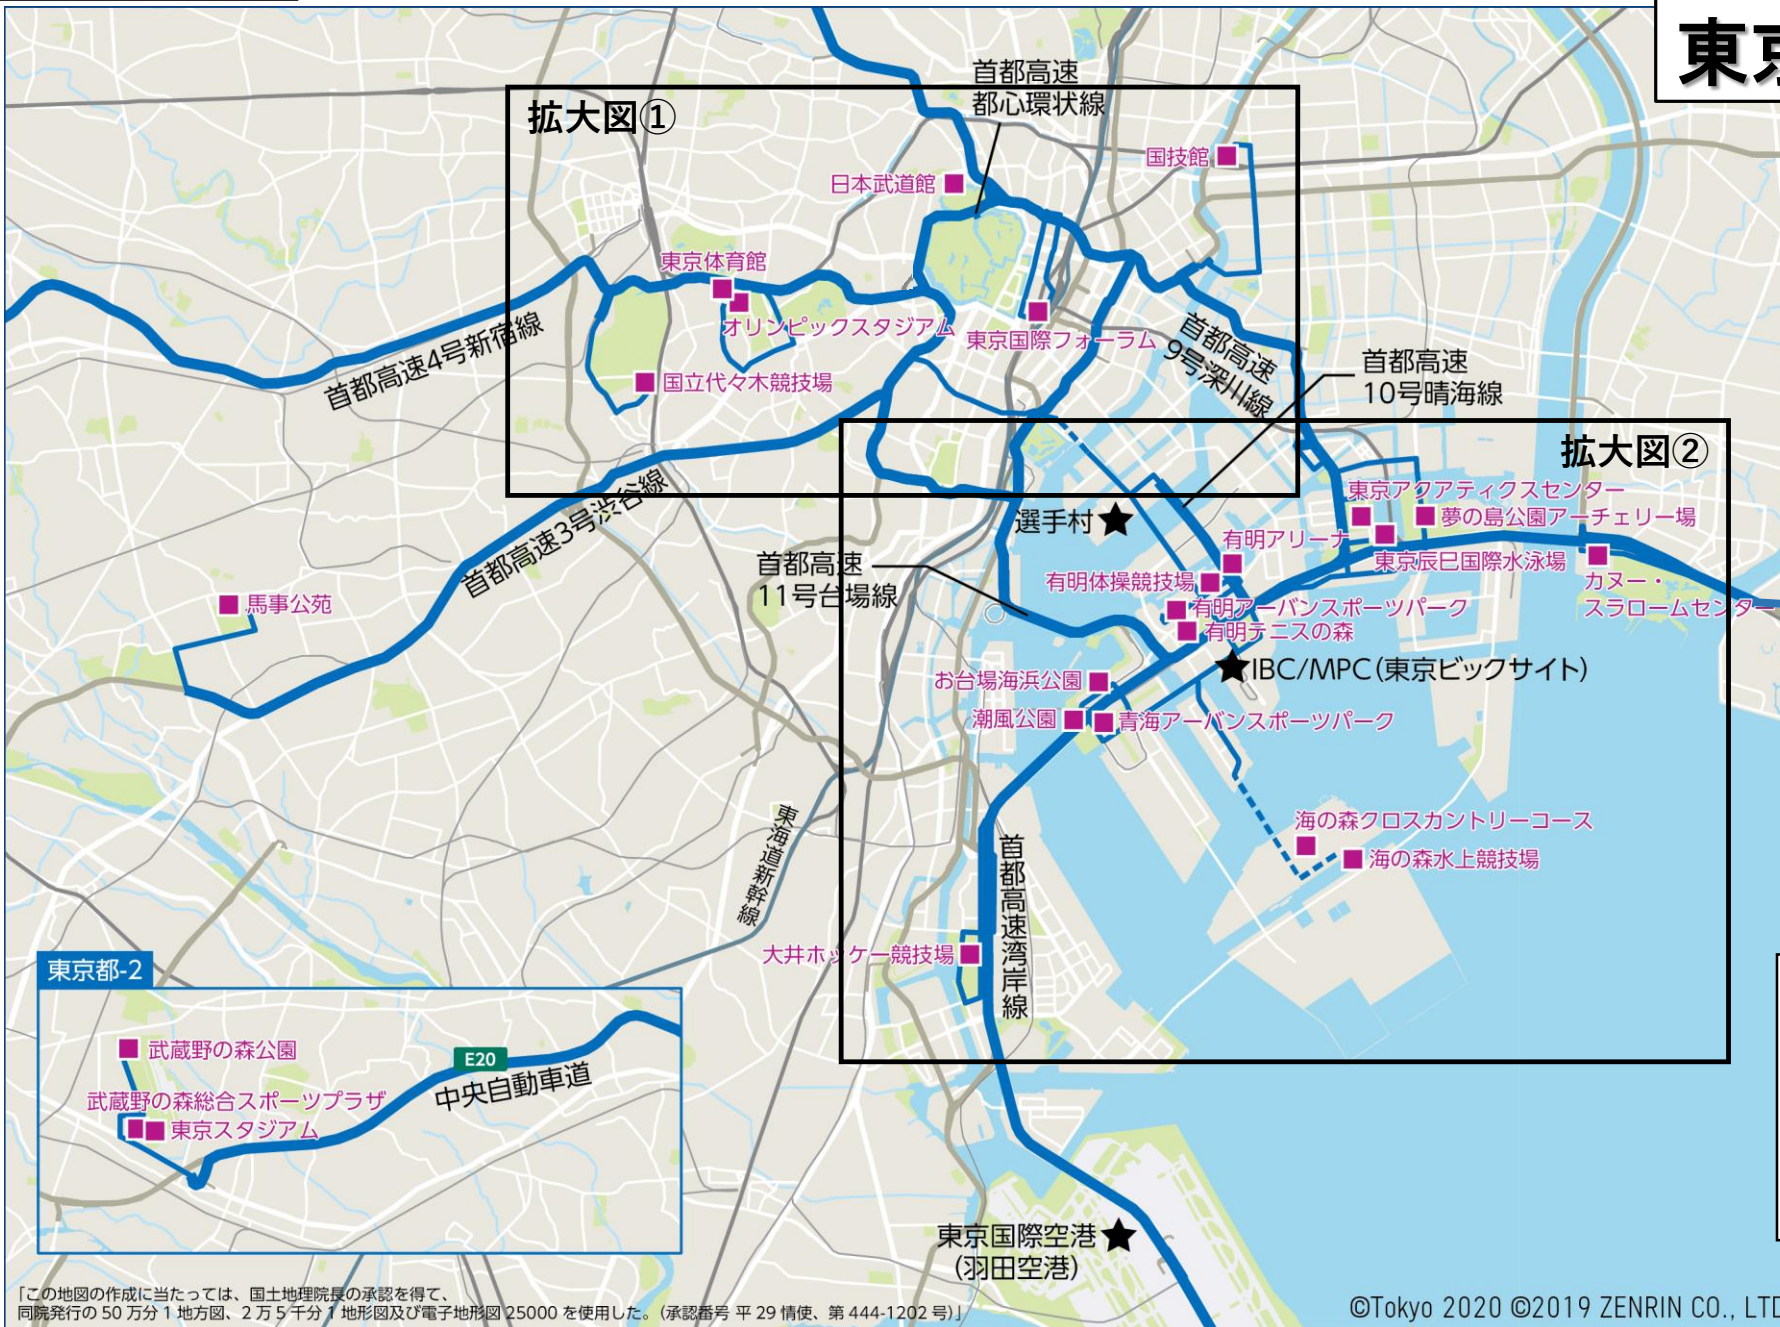 東京
首都高速
都心環状線
拡大図①
国技館
日本武道館
東京体育館
オリンピックスタジアム
東京国際フォーラム
首都高速
9号深川線
首都高速
10号晴海線
首都高速4号新宿線
国立代々木競技場
拡大図②
首都高速3号渋谷線
東京アクアティクスセンター
選手村
夢の島公園アーチェリー場
有明アリーナ
東京辰巳国際水泳場
首都高速
11号台場線
有明体操競技場
カヌー・
スラロームセンター
馬事公苑
有明アーバンスポーツパーク
有明テニスの森
IBC/MPC(東京ビックサイト)
お台場海浜公園
潮風公園
青海アーバンスポーツパーク
東海道新幹線
海の森クロスカントリーコース
海の森水上競技場
首都高速湾岸線
大井ホッケー競技場
東京都-2
武蔵野の森公園
E20
中央自動車道
武蔵野の森総合スポーツプラザ
東京スタジアム
東京国際空港
(羽田空港)
「この地図の作成に当たっては、国土地理院長の承認を得て、
同院発行の 50 万分 1 地方図、2 万 5 千分 1 地形図及び電子地形図 25000 を使用した。(承認番号 平 29 情使、第 444-1202 号)」
©Tokyo 2020 ©2019 ZENRIN CO., LTD